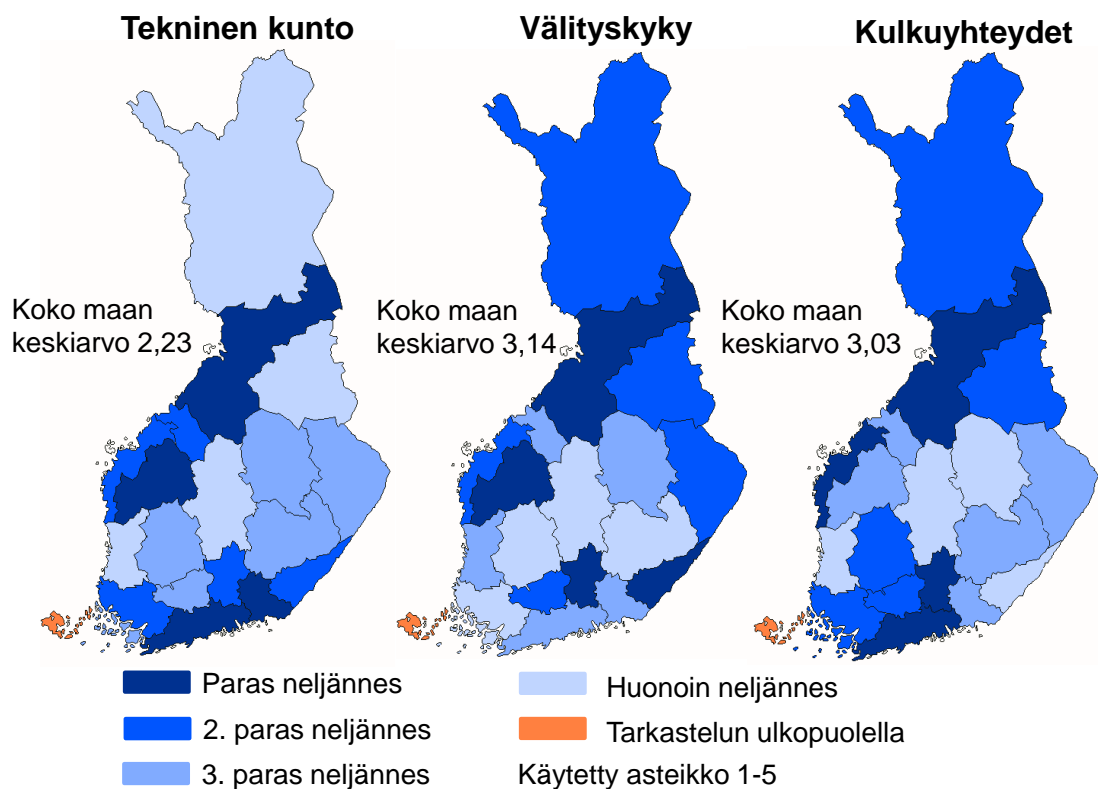 Tekninen kunto
Välityskyky
Kulkuyhteydet
Koko maan
keskiarvo 2,23
Koko maan
keskiarvo 3,14
Koko maan
keskiarvo 3,03
Paras neljännes
2. paras neljännes
3. paras neljännes
Huonoin neljännes
Tarkastelun ulkopuolella
Käytetty asteikko 1-5